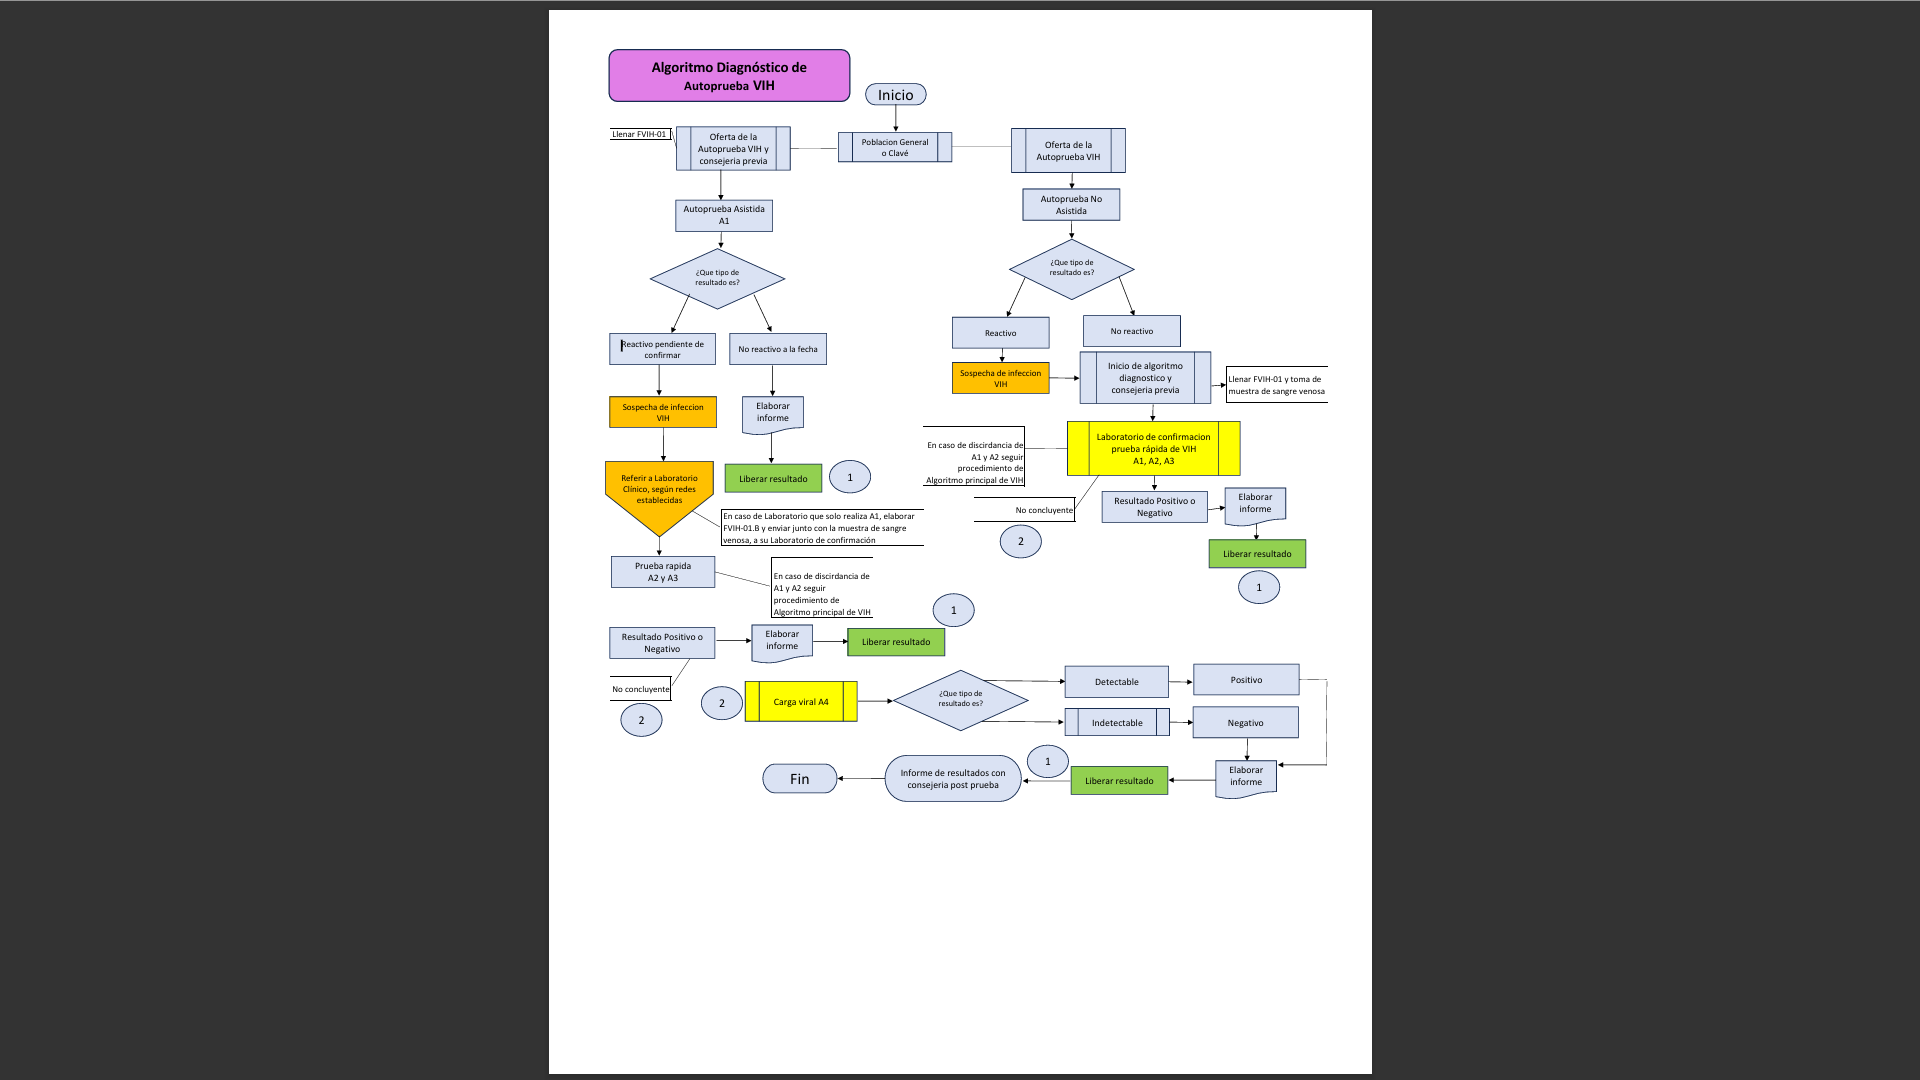 Algoritmo Diagnóstico de
Autoprueba VIH
Inicio
Llenar FVIH-01
Oferta de la
Autoprueba VIH y
consejeria previa
Poblacion General
o Clavé
Oferta de la
Autoprueba VIH
Autoprueba Asistida
A1
Autoprueba No
Asistida
¿Que tipo de
resultado es?
¿Que tipo de
resultado es?
Reactivo pendiente de
confirmar
No reactivo a la fecha
Reactivo
No reactivo
Sospecha de infeccion
VIH
Inicio de algoritmo
diagnostico y
consejeria previa
Llenar FVIH-01 y toma de
muestra de sangre venosa
Sospecha de infeccion
VIH
Elaborar
informe
En caso de discirdancia de
A1 y A2 seguir
procedimiento de
Algoritmo principal de VIH
Laboratorio de confirmacion
prueba rápida de VIH
A1, A2, A3
Referir a Laboratorio
Clínico, según redes
establecidas
Liberar resultado
1
No concluyente
2
Resultado Positivo o
Negativo
Elaborar
informe
Liberar resultado
1
En caso de Laboratorio que solo realiza A1, elaborar
FVIH-01.B y enviar junto con la muestra de sangre
venosa, a su Laboratorio de confirmación
Prueba rapida
A2 y A3
En caso de discirdancia de
A1 y A2 seguir
procedimiento de
Algoritmo principal de VIH
1
Resultado Positivo o
Negativo
Elaborar
informe
Liberar resultado
No concluyente
2
2
Carga viral A4
¿Que tipo de
resultado es?
Detectable
Positivo
Indetectable
Negativo
Fin
Informe de resultados con
consejeria post prueba
1
Liberar resultado
Elaborar
informe